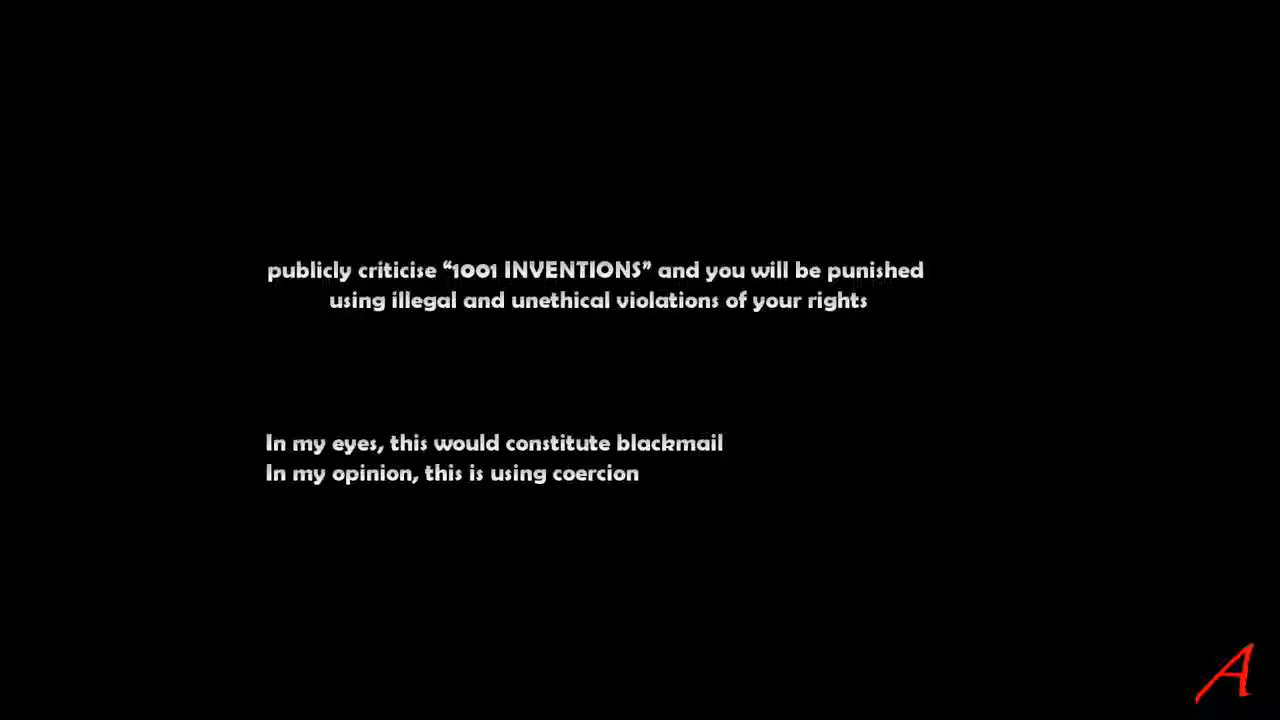 publicly criticise “1001 INVENTIONS” and you will be punished
using illegal and unethical violations of your rights
In my eyes, this would constitute blackmail
In my opinion, this is using coercion
A